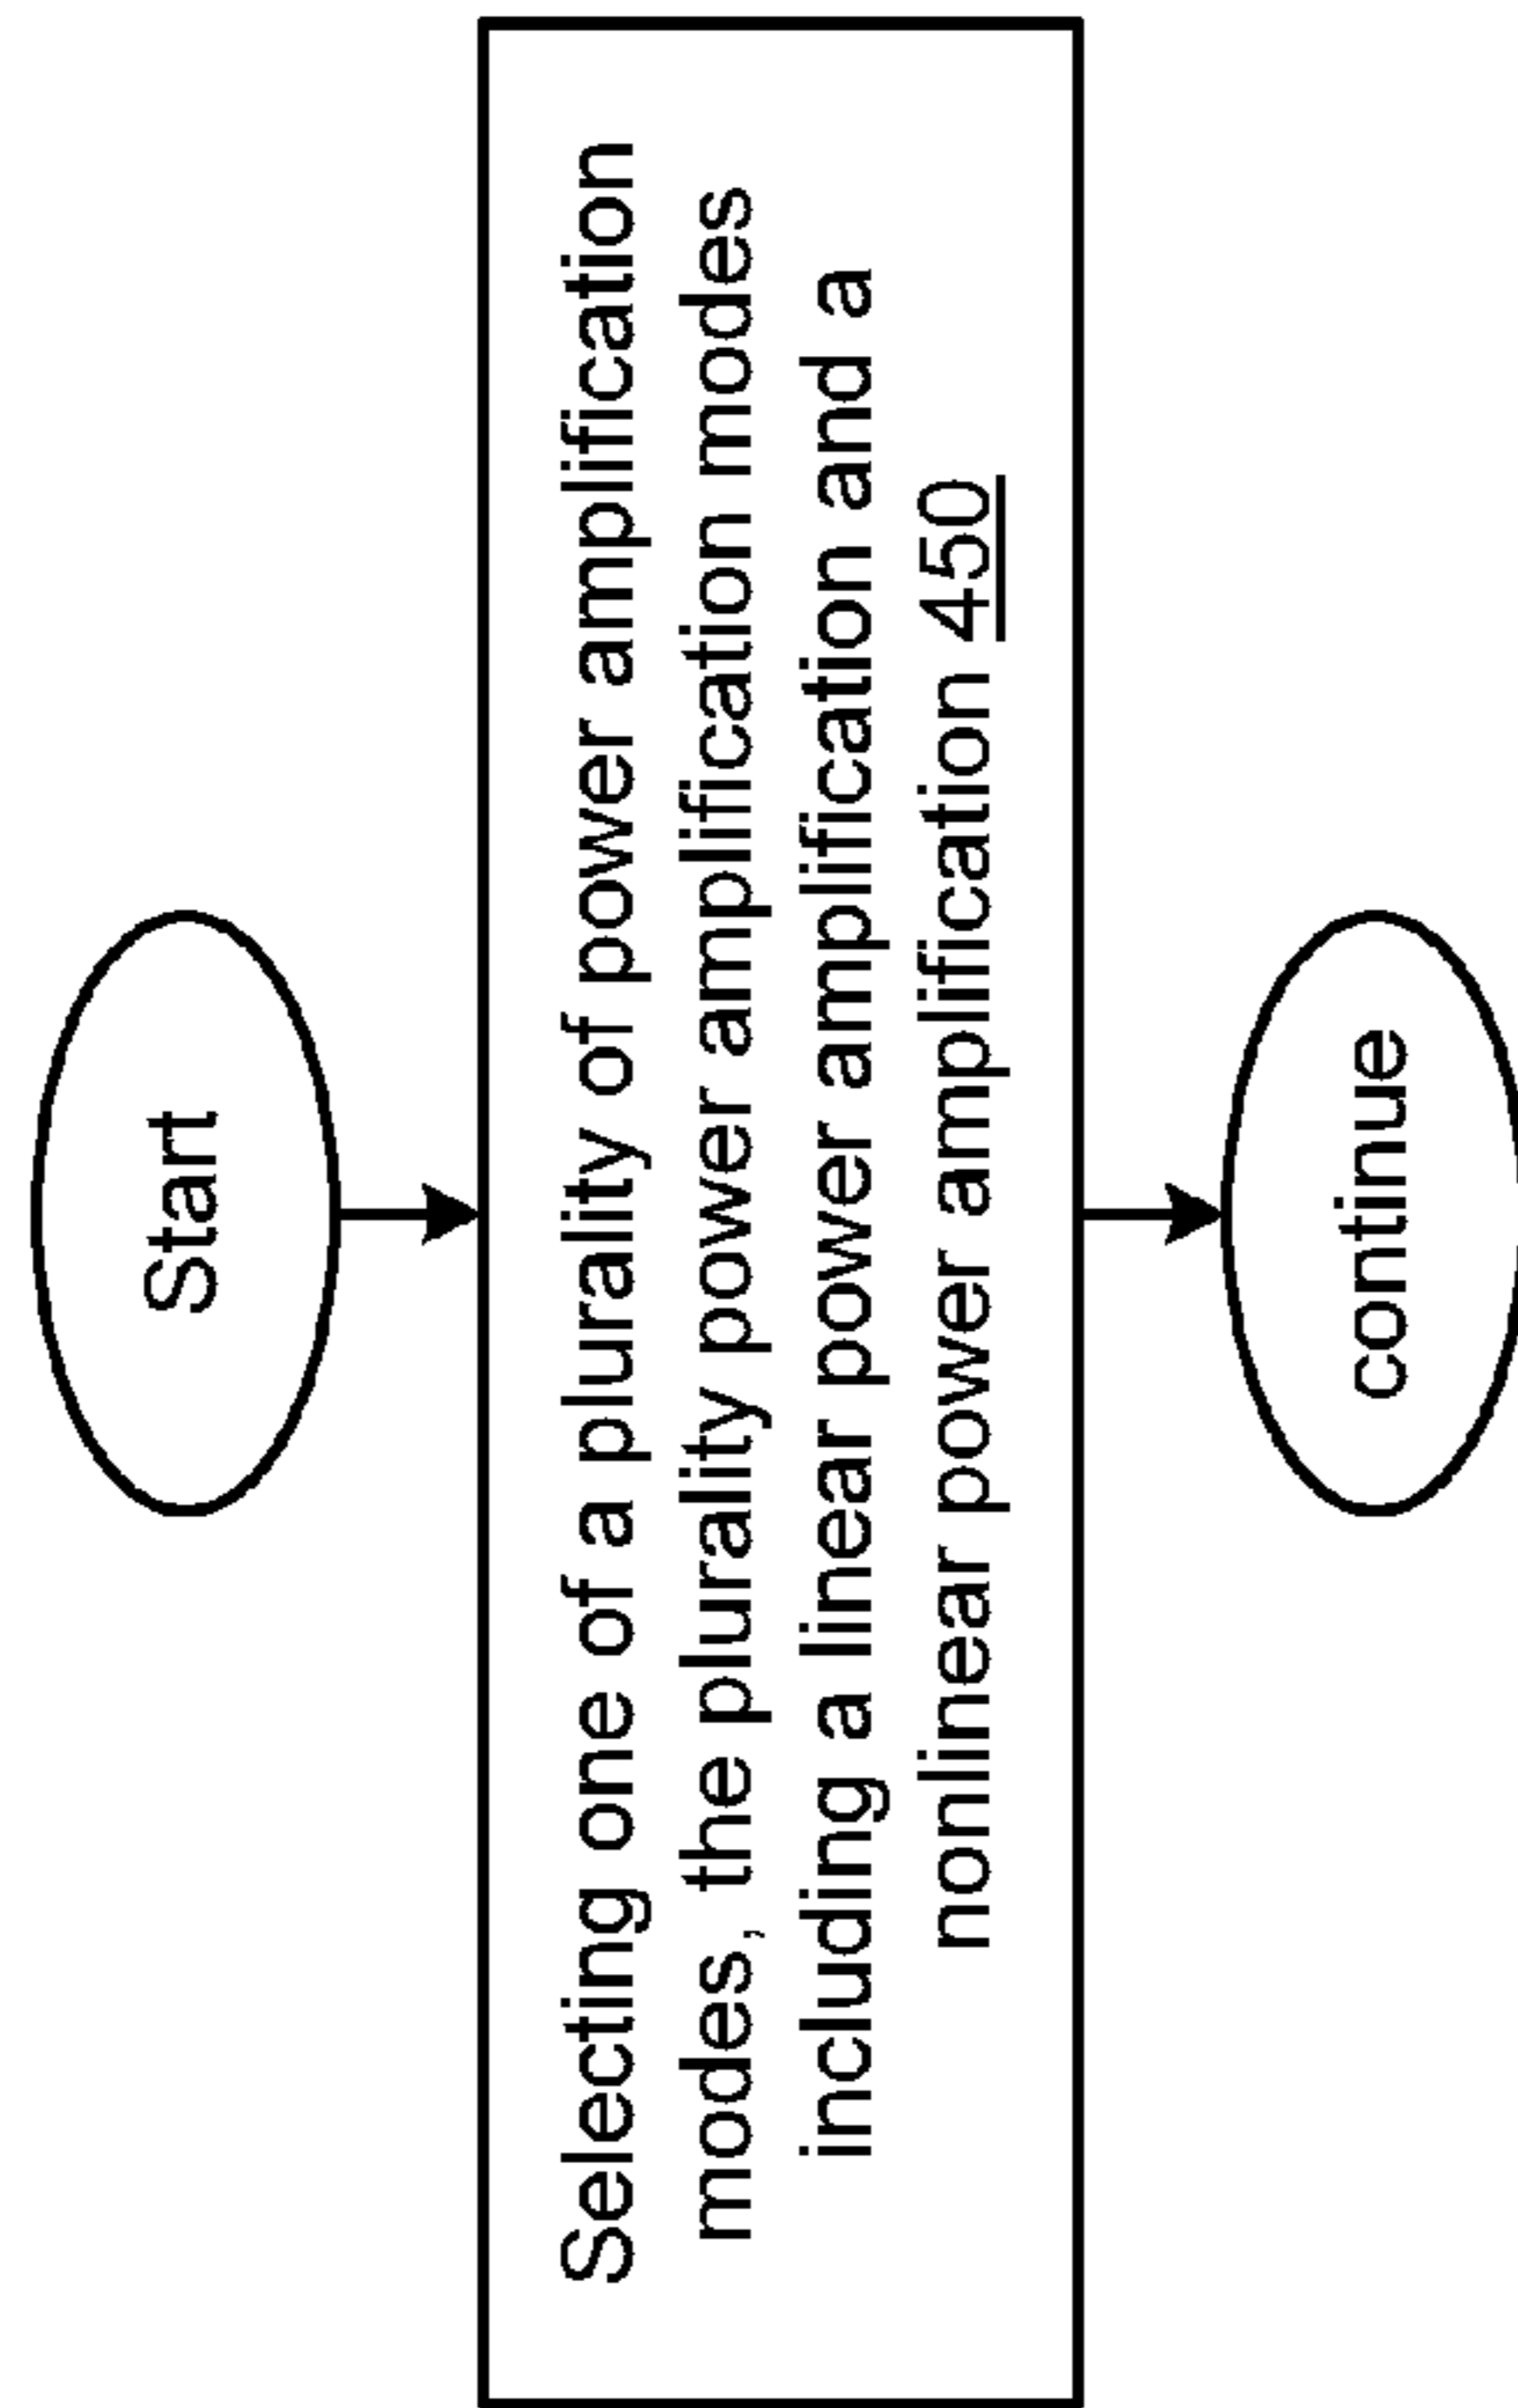 Start
Selecting one of a plurality of power amplification
modes, the plurality power amplification modes
including a linear power amplification and a
nonlinear power amplification 450
continue